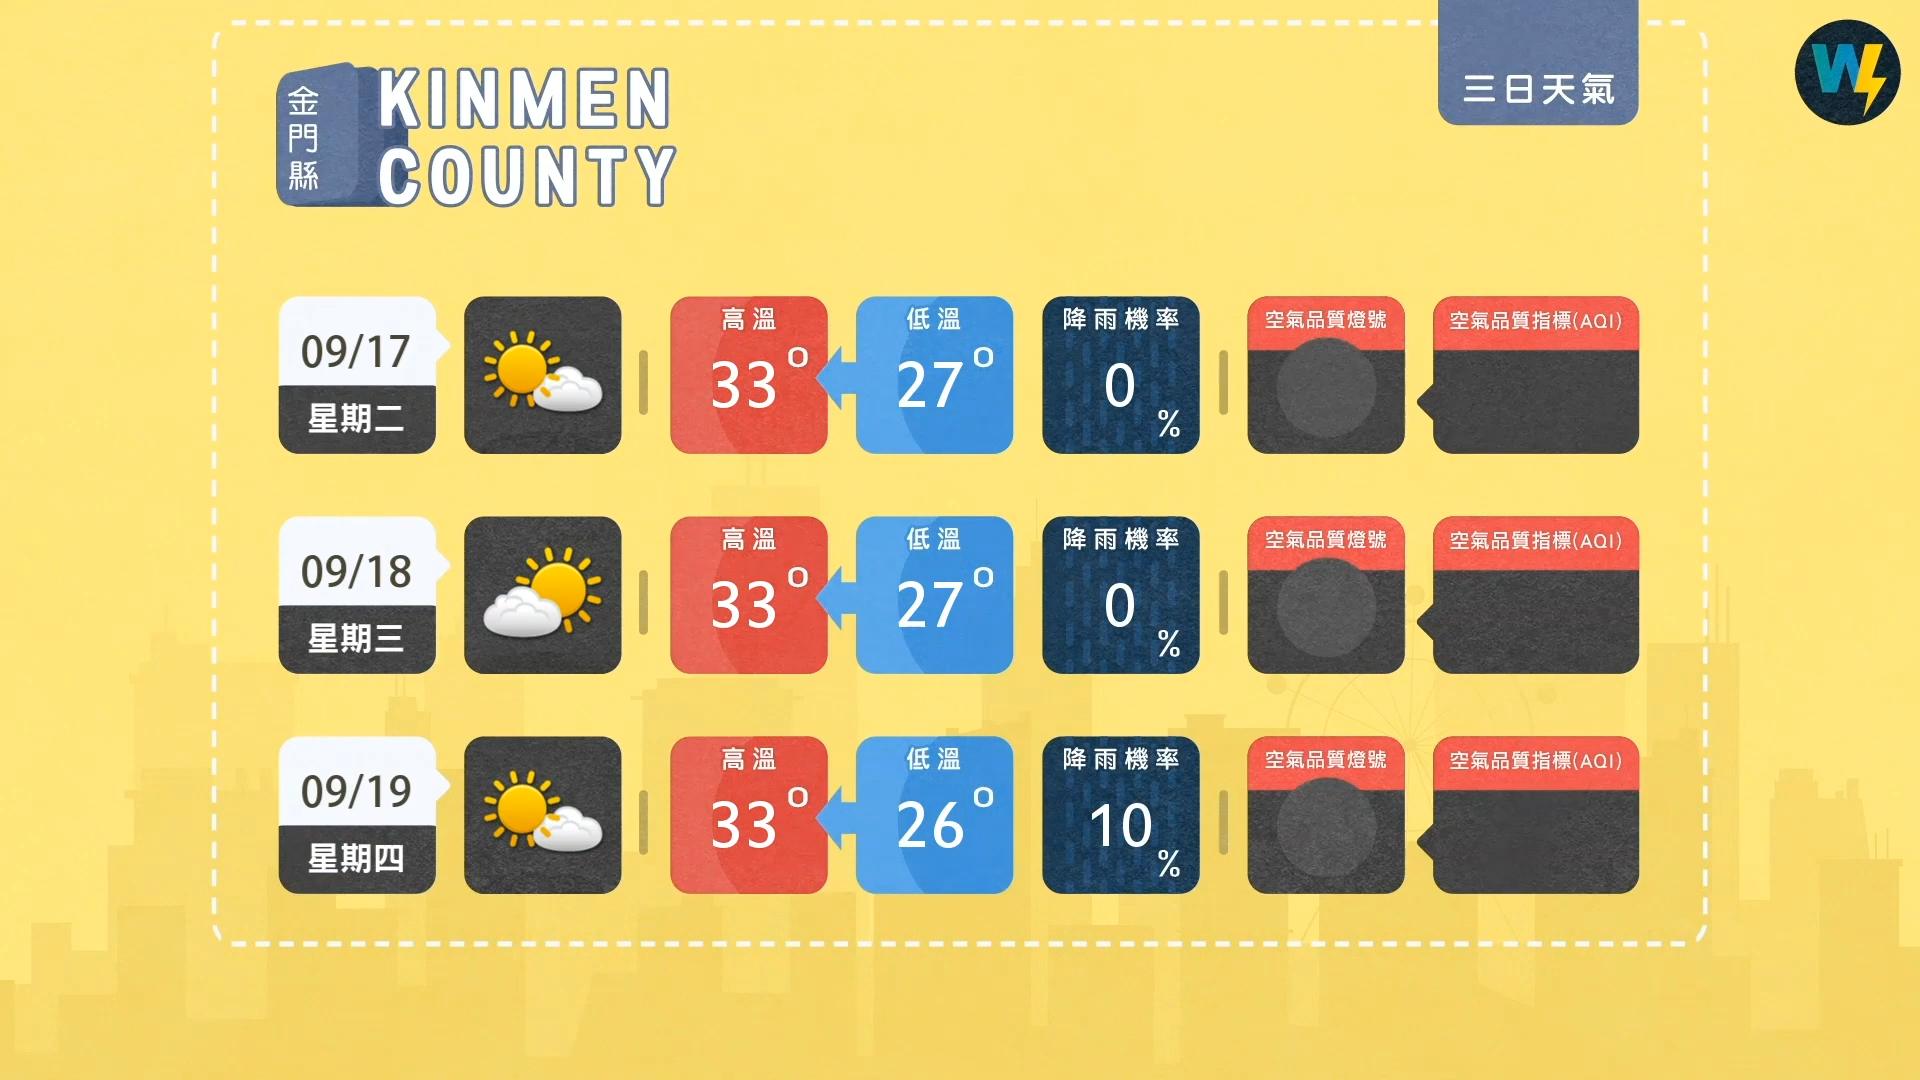 金門縣
KINMEN
COUNTY
三日天氣
W
09/17
星期二
高溫
33°
低溫
27°
降雨機率
0
%
空氣品質燈號
空氣品質指標(AQI)
09/18
星期三
高溫
33°
低溫
27°
降雨機率
0
%
空氣品質燈號
空氣品質指標(AQI)
09/19
星期四
高溫
33°
低溫
26°
降雨機率
10
%
空氣品質燈號
空氣品質指標(AQI)